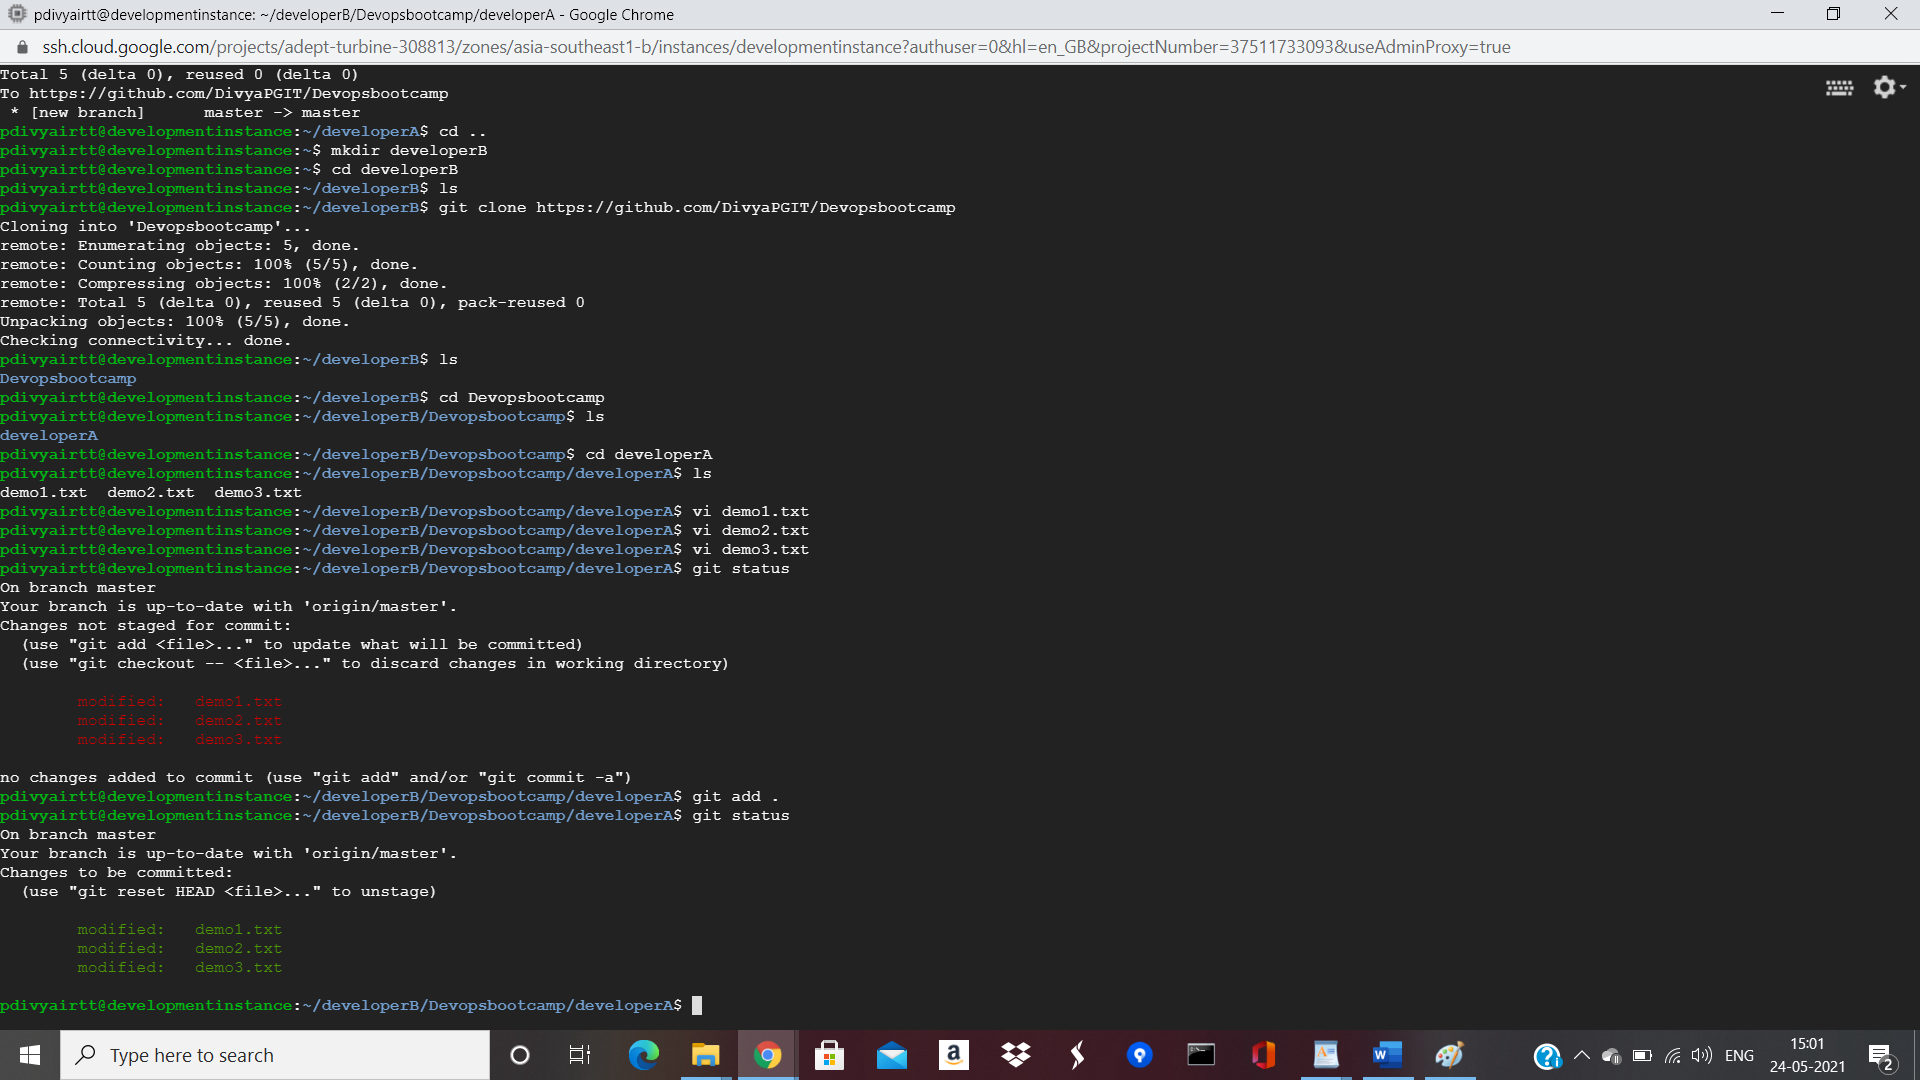 pdivyairtt@developmentinstance: ~/developerB/Devopsbootcamp/developerA - Google Chrome
ssh.cloud.google.com/projects/adept-turbine-308813/zones/asia-southeast1-b/instances/developmentinstance?authuser=0&hl=en_GB&projectNumber=37511733093&useAdminProxy=true
Total 5 (delta 0), reused 0 (delta 0)
To https://github.com/DivyaPGIT/Devopsbootcamp
 * [new branch]      master -> master
pdivyairtt@developmentinstance:~/developerA$ cd ..
pdivyairtt@developmentinstance:~$ mkdir developerB
pdivyairtt@developmentinstance:~$ cd developerB
pdivyairtt@developmentinstance:~/developerB$ ls
pdivyairtt@developmentinstance:~/developerB$ git clone https://github.com/DivyaPGIT/Devopsbootcamp
Cloning into 'Devopsbootcamp'...
remote: Enumerating objects: 5, done.
remote: Counting objects: 100% (5/5), done.
remote: Compressing objects: 100% (2/2), done.
remote: Total 5 (delta 0), reused 5 (delta 0), pack-reused 0
Unpacking objects: 100% (5/5), done.
Checking connectivity... done.
pdivyairtt@developmentinstance:~/developerB$ ls
Devopsbootcamp
pdivyairtt@developmentinstance:~/developerB$ cd Devopsbootcamp
pdivyairtt@developmentinstance:~/developerB/Devopsbootcamp$ ls
developerA
pdivyairtt@developmentinstance:~/developerB/Devopsbootcamp$ cd developerA
pdivyairtt@developmentinstance:~/developerB/Devopsbootcamp/developerA$ ls
demo1.txt  demo2.txt  demo3.txt
pdivyairtt@developmentinstance:~/developerB/Devopsbootcamp/developerA$ vi demo1.txt
pdivyairtt@developmentinstance:~/developerB/Devopsbootcamp/developerA$ vi demo2.txt
pdivyairtt@developmentinstance:~/developerB/Devopsbootcamp/developerA$ vi demo3.txt
pdivyairtt@developmentinstance:~/developerB/Devopsbootcamp/developerA$ git status
On branch master
Your branch is up-to-date with 'origin/master'.
Changes not staged for commit:
  (use "git add <file>..." to update what will be committed)
  (use "git checkout -- <file>..." to discard changes in working directory)
        modified:   demo1.txt
        modified:   demo2.txt
        modified:   demo3.txt
no changes added to commit (use "git add" and/or "git commit -a")
pdivyairtt@developmentinstance:~/developerB/Devopsbootcamp/developerA$ git add .
pdivyairtt@developmentinstance:~/developerB/Devopsbootcamp/developerA$ git status
On branch master
Your branch is up-to-date with 'origin/master'.
Changes to be committed:
  (use "git reset HEAD <file>..." to unstage)
        modified:   demo1.txt
        modified:   demo2.txt
        modified:   demo3.txt
pdivyairtt@developmentinstance:~/developerB/Devopsbootcamp/developerA$
Type here to search
ENG
15:01
24-05-2021
2